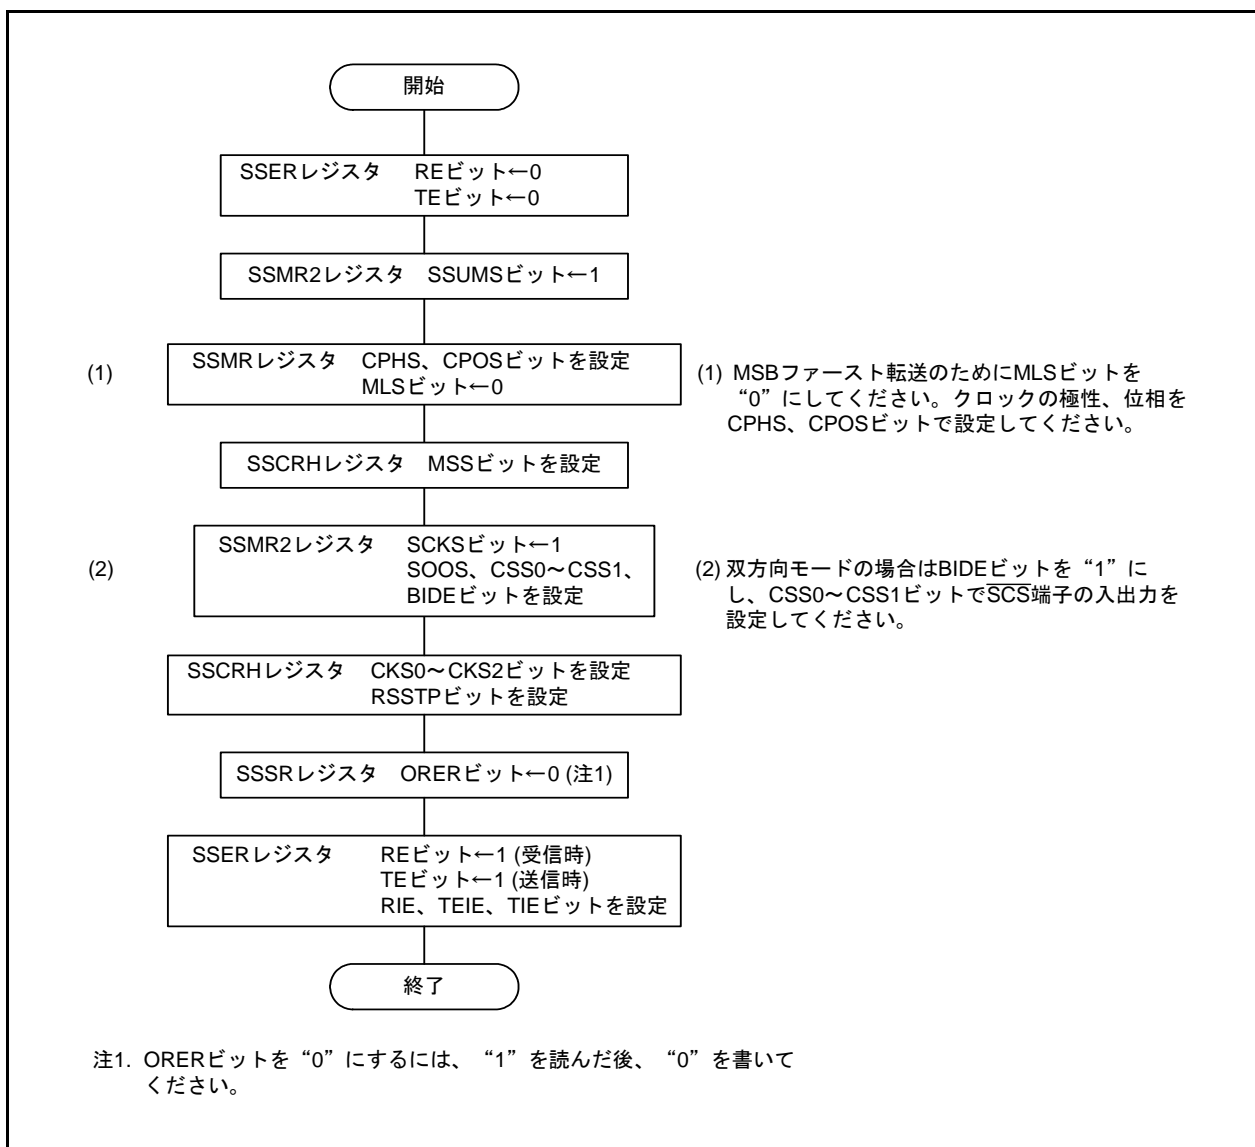 開始
SSERレジスタ REビット←0
TEビット←0
SSMR2レジスタ SSUMSビット←1
(1)
SSMRレジスタ CPHS、CPOSビットを設定
MLSビット←0
(1) MSBファースト転送のためにMLSビットを
“0”にしてください。クロックの極性、位相を
CPHS、CPOSビットで設定してください。
SSCRHレジスタ MSSビットを設定
(2)
SSMR2レジスタ SCKSビット←1
SOOS、CSS0～CSS1、
BIDEビットを設定
(2) 双方向モードの場合はBIDEビットを“1”に
し、CSS0～CSS1ビットでSCS端子の入出力を
設定してください。
SSCRHレジスタ CKS0～CKS2ビットを設定
RSSTPビットを設定
SSSRレジスタ ORERビット←0 (注1)
SSERレジスタ REビット←1 (受信時)
TEビット←1 (送信時)
RIE、TEIE、TIEビットを設定
終了
注1. ORERビットを“0”にするには、“1”を読んだ後、“0”を書いて
ください。